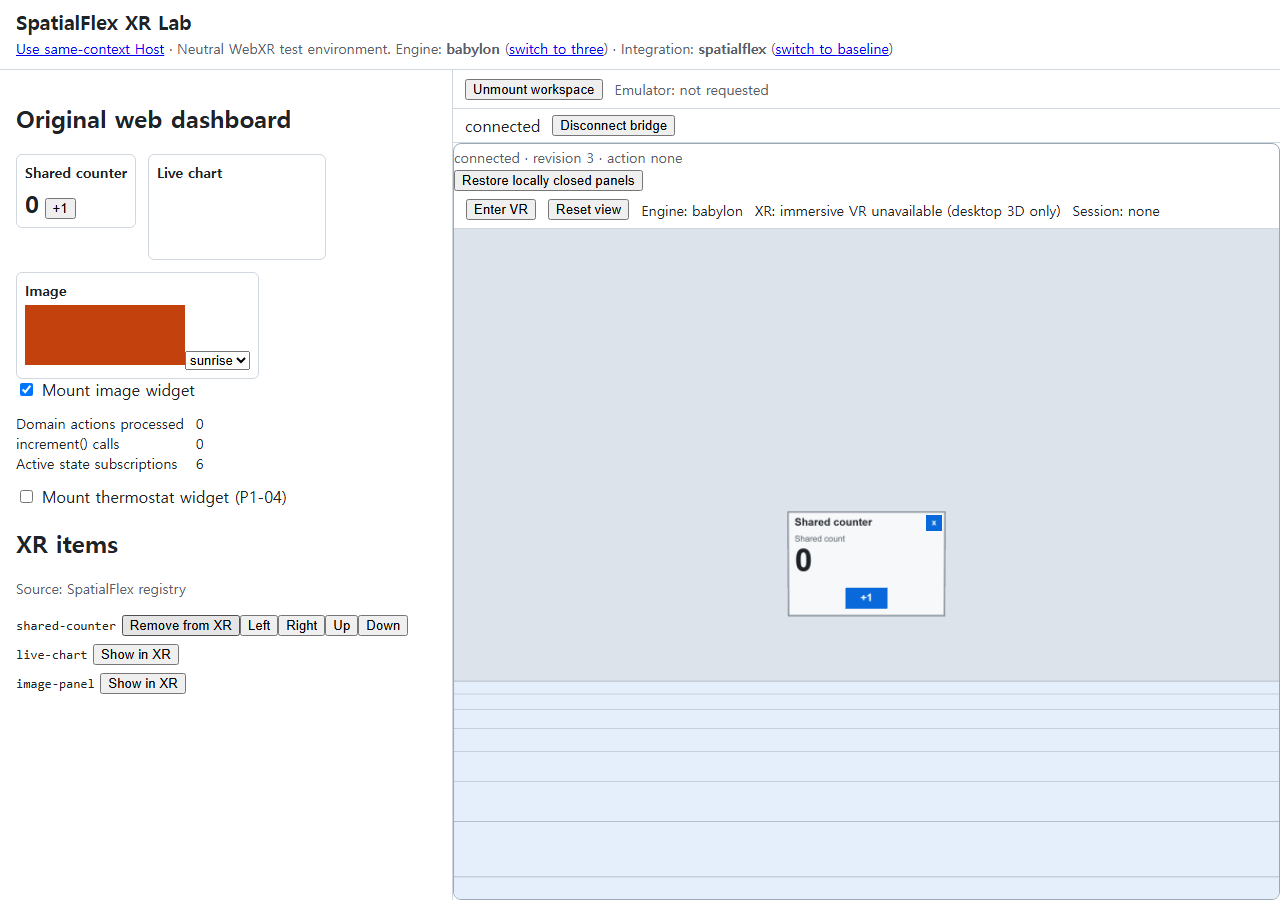 SpatialFlex XR Lab
Use same-context Host · Neutral WebXR test environment. Engine: babylon (switch to three) · Integration: spatialflex (switch to baseline)
Original web dashboard
Shared counter
0 +1
Live chart
Image
sunrise
Mount image widget
Domain actions processed 0
increment() calls 0
Active state subscriptions 6
Mount thermostat widget (P1-04)
XR items
Source: SpatialFlex registry
shared-counter Remove from XR Left Right Up Down
live-chart Show in XR
image-panel Show in XR
Unmount workspace Emulator: not requested
connected Disconnect bridge
connected · revision 3 · action none
Restore locally closed panels
Enter VR Reset view Engine: babylon XR: immersive VR unavailable (desktop 3D only) Session: none
Shared counter x
Shared count
0
+1